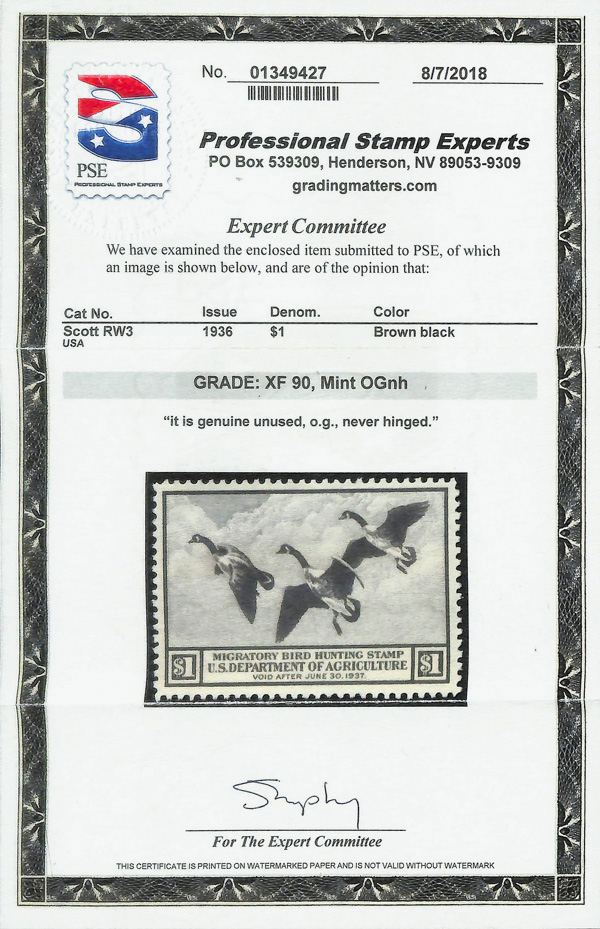 No. 01349427 8/7/2018
PSE
PROFESSIONAL STAMP EXPERTS
Professional Stamp Experts
PO Box 539309, Henderson, NV 89053-9309
gradingmatters.com
Expert Committee
We have examined the enclosed item submitted to PSE, of which
an image is shown below, and are of the opinion that:
Cat No. Issue Denom. Color
Scott RW3 1936 $1 Brown black
USA
GRADE: XF 90, Mint OGnh
“it is genuine unused, o.g., never hinged.”
MIGRATORY BIRD HUNTING STAMP
$1 U.S. DEPARTMENT OF AGRICULTURE $1
VOID AFTER JUNE 30, 1937.
For The Expert Committee
THIS CERTIFICATE IS PRINTED ON WATERMARKED PAPER AND IS NOT VALID WITHOUT WATERMARK